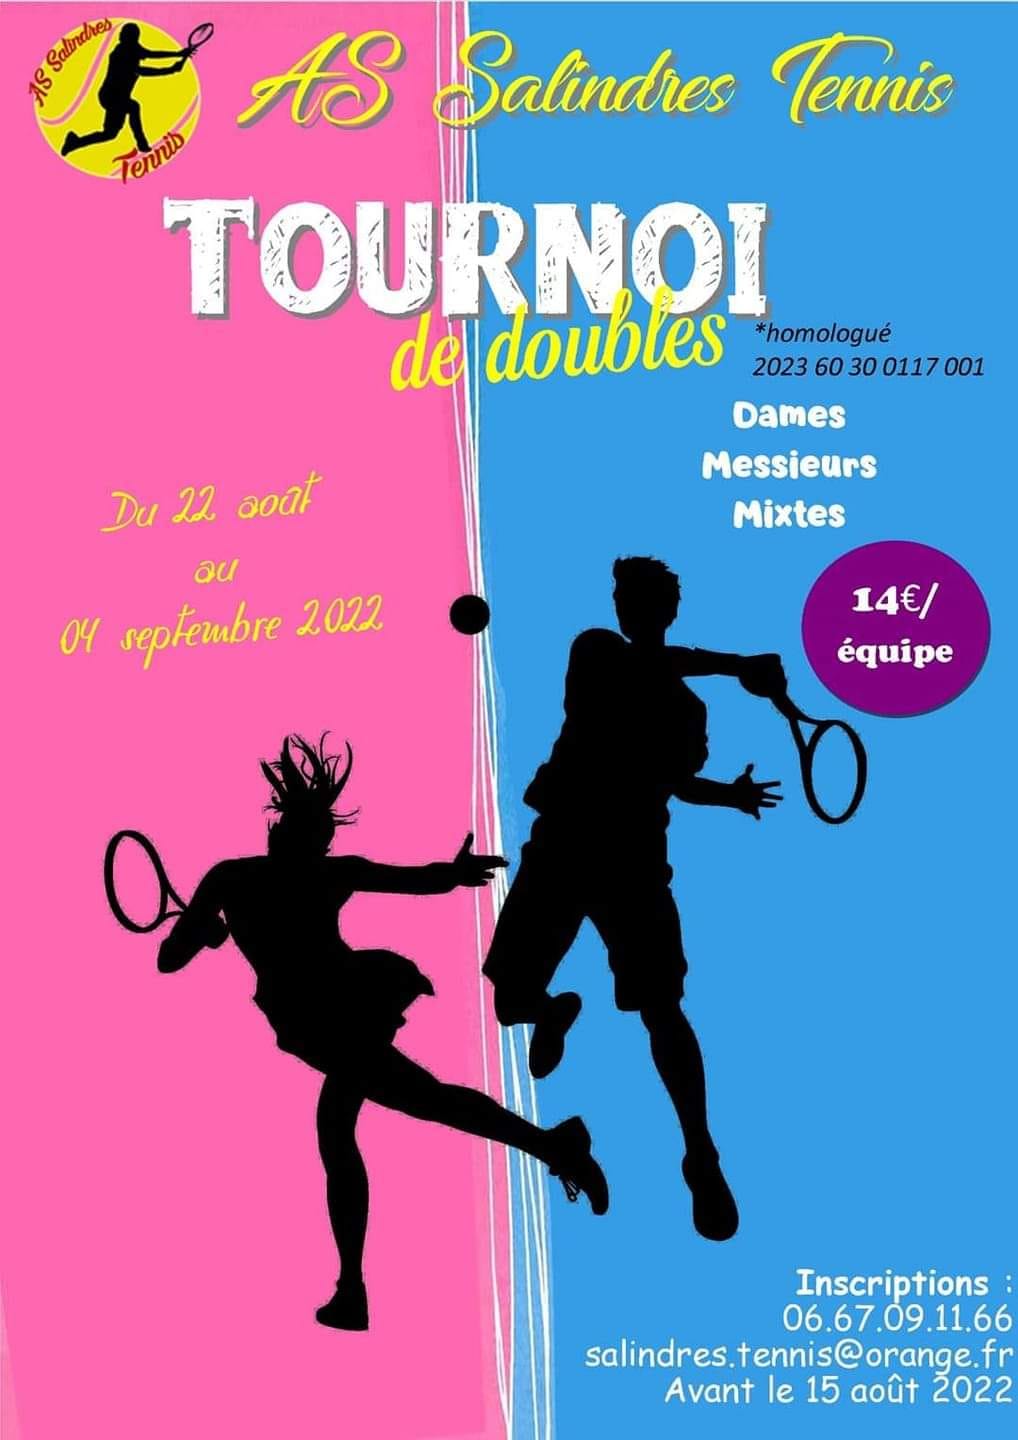 AS Salindres
Tennis
AS Salindres Tennis
TOURNOI
de doubles
*homologué
2023 60 30 0117 001
Dames
Messieurs
Mixtes
Du 22 août
au
04 septembre 2022
14€/
équipe
Inscriptions :
06.67.09.11.66
salindres.tennis@orange.fr
Avant le 15 août 2022